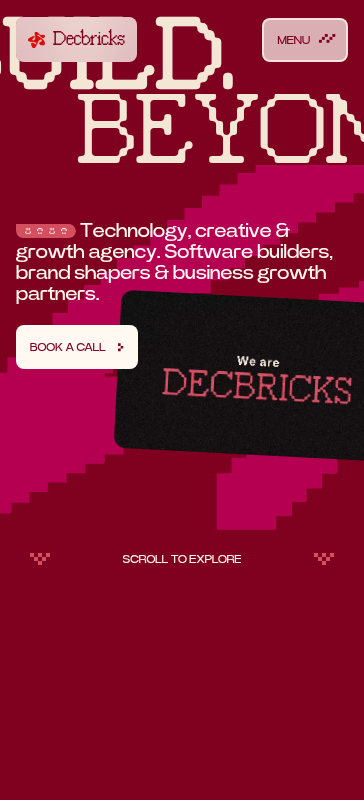 Decbricks
MENU
BUILD.
BEYON
Technology, creative &
growth agency. Software builders,
brand shapers & business growth
partners.
BOOK A CALL
We are
DECBRICKS
SCROLL TO EXPLORE